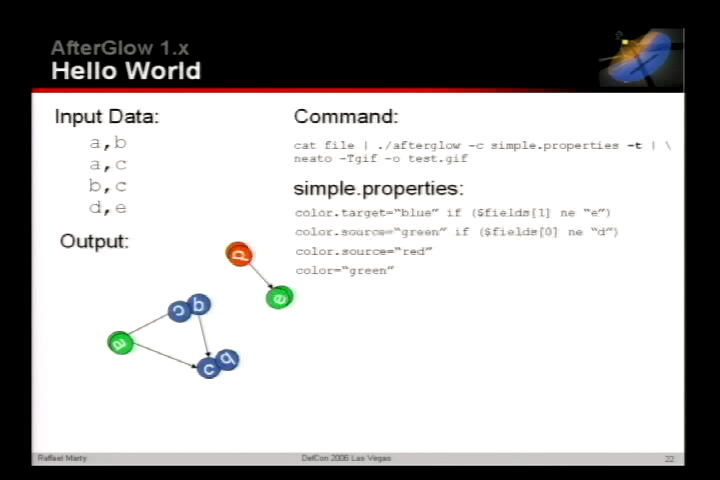 AfterGlow 1.x
Hello World
Input Data:
a,b
a,c
b,c
d,e
Command:
cat file | ./afterglow -c simple.properties -t | \
neato -Tgif -o test.gif
simple.properties:
color.target="blue" if ($fields[1] ne "e")
color.source="green" if ($fields[0] ne "d")
color.source="red"
color="green"
Output:
d
e
c b
a
c b
Raffael Marty
DefCon 2006 Las Vegas
22